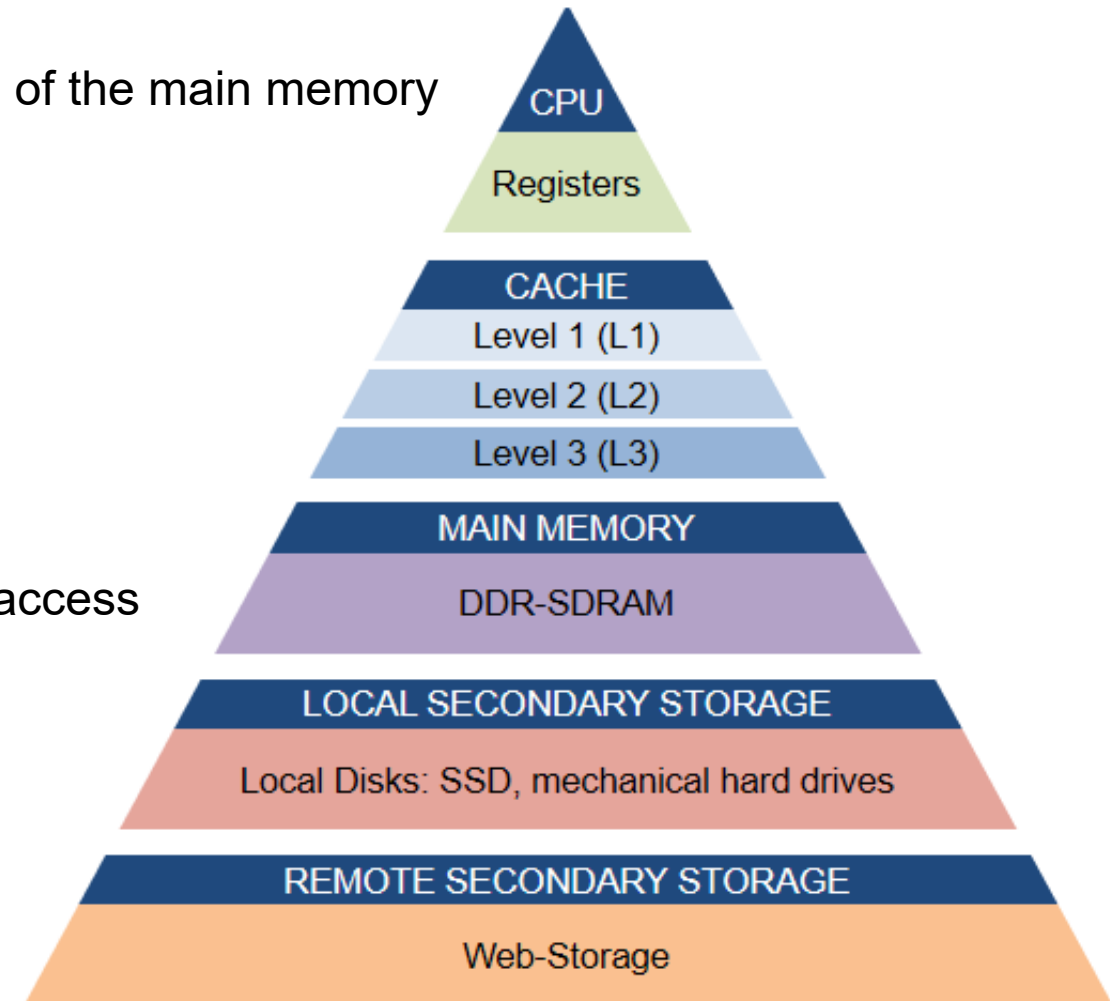 of the main memory
CPU
Registers
CACHE
Level 1 (L1)
Level 2 (L2)
Level 3 (L3)
MAIN MEMORY
access
DDR-SDRAM
LOCAL SECONDARY STORAGE
Local Disks: SSD, mechanical hard drives
REMOTE SECONDARY STORAGE
Web-Storage